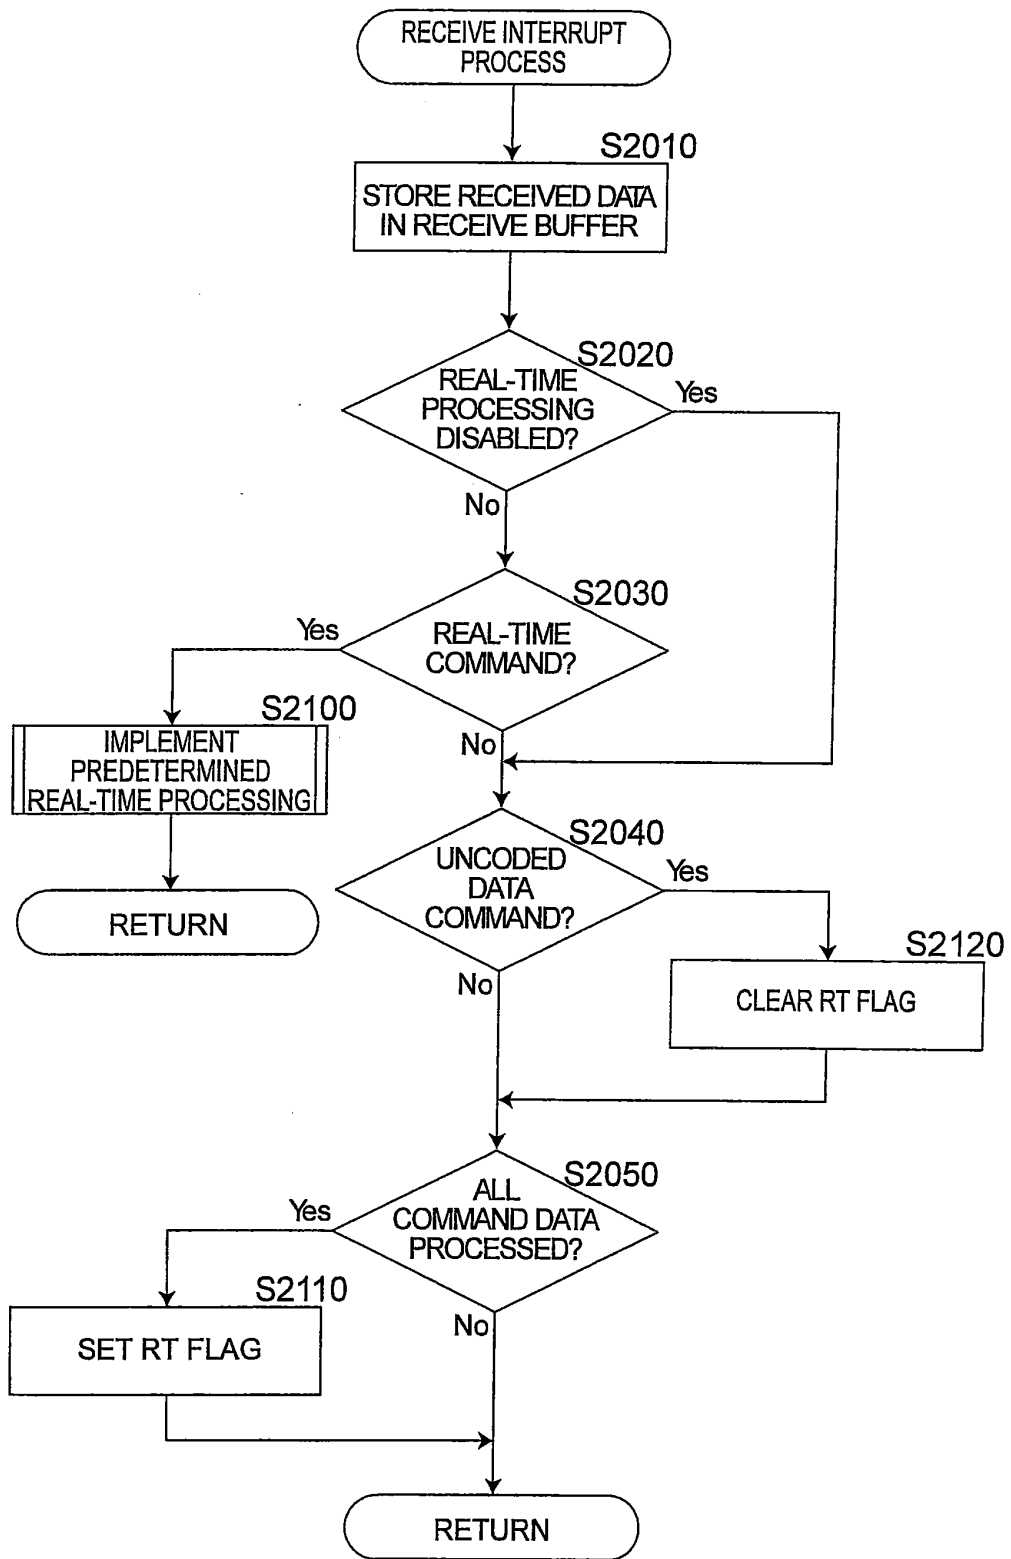 RECEIVE INTERRUPT
PROCESS
S2010
STORE RECEIVED DATA
IN RECEIVE BUFFER
S2020
REAL-TIME
PROCESSING
DISABLED?
Yes
No
S2030
REAL-TIME
COMMAND?
Yes
No
S2100
IMPLEMENT
PREDETERMINED
REAL-TIME PROCESSING
RETURN
S2040
UNCODED
DATA
COMMAND?
Yes
No
S2120
CLEAR RT FLAG
S2050
ALL
COMMAND DATA
PROCESSED?
Yes
No
S2110
SET RT FLAG
RETURN